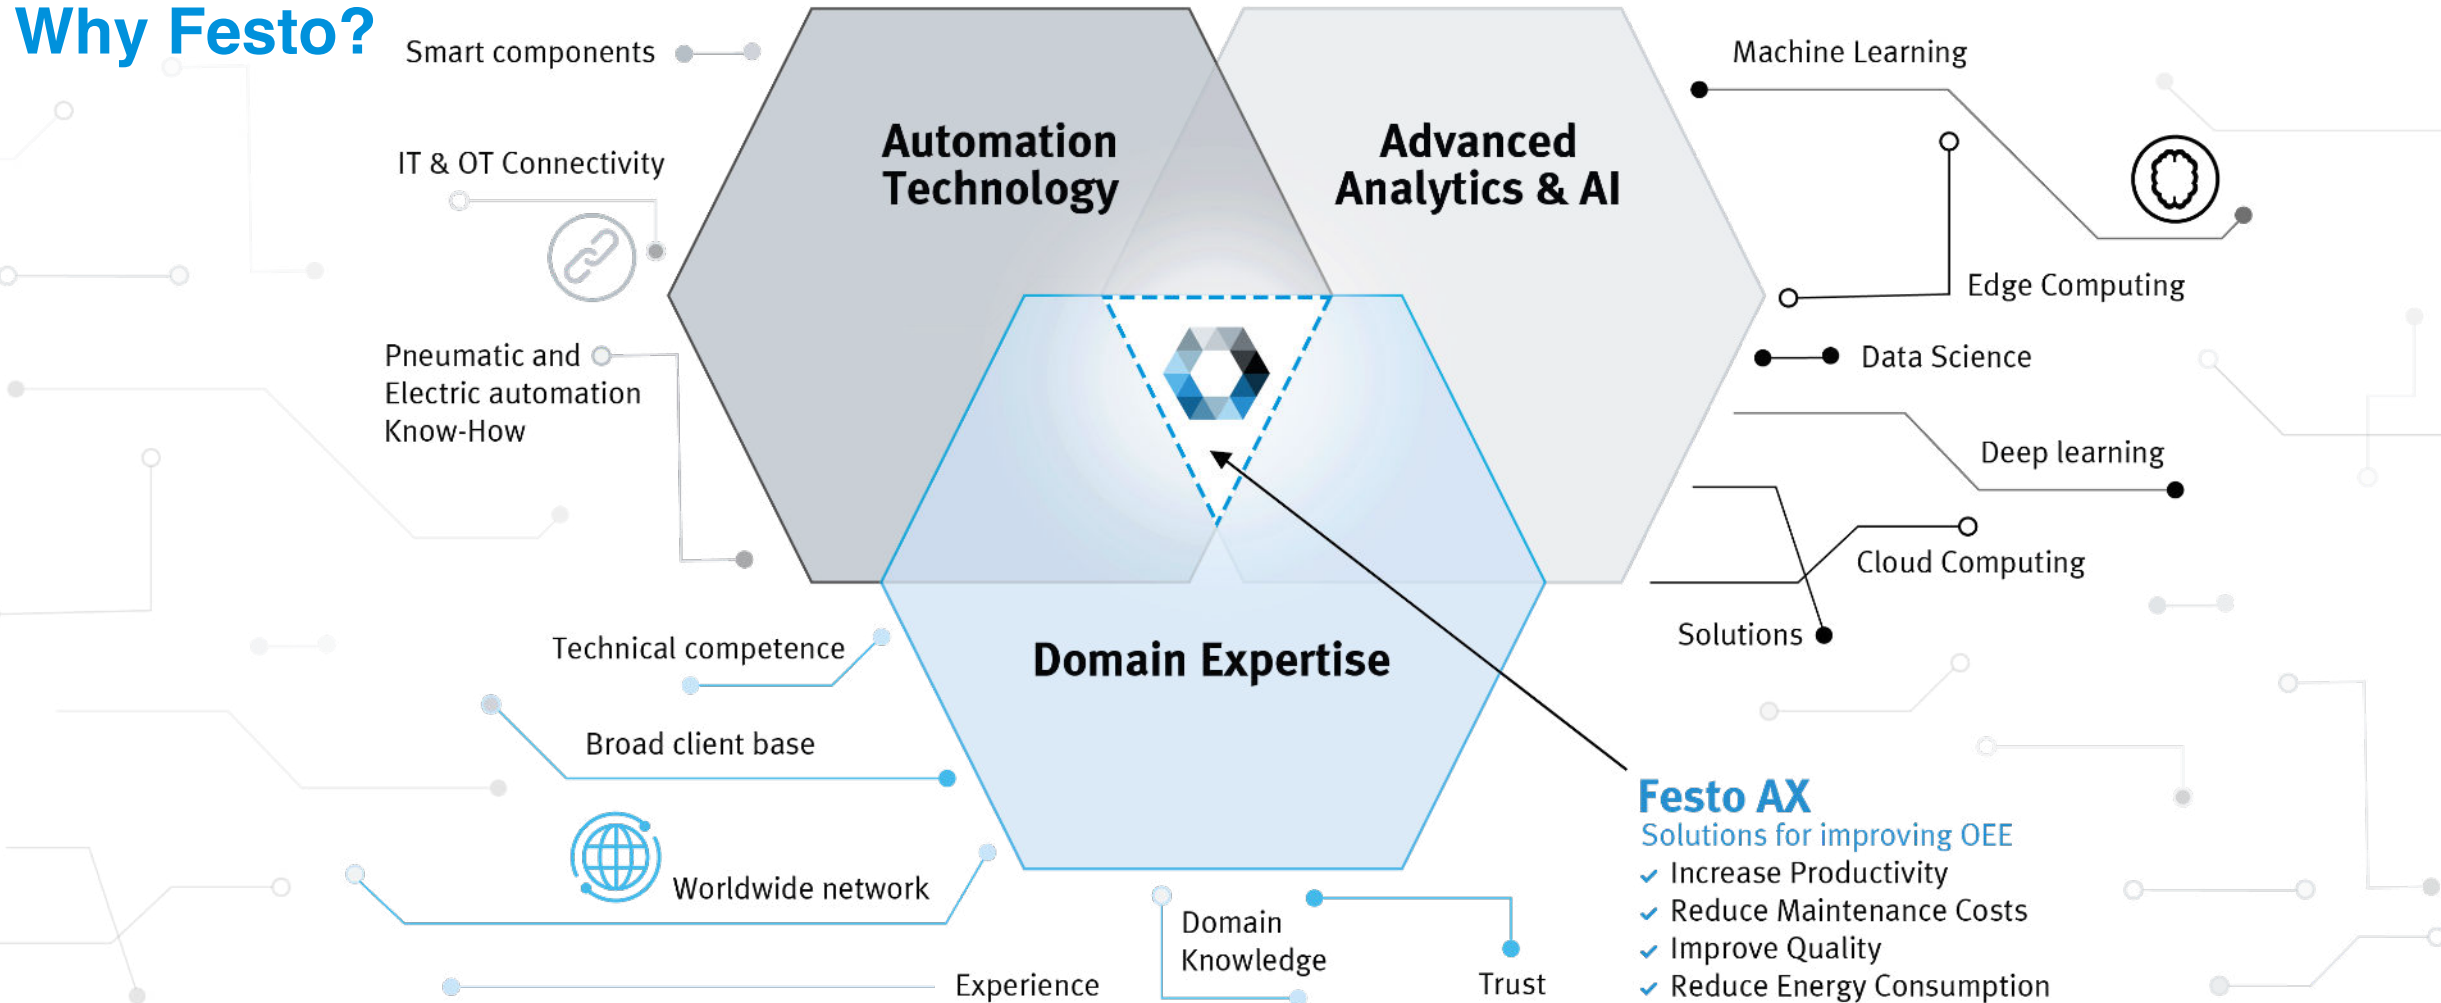 Why Festo?
Smart components
IT & OT Connectivity
Pneumatic and
Electric automation
Know-How
Automation
Technology
Advanced
Analytics & AI
Machine Learning
Edge Computing
Data Science
Deep learning
Cloud Computing
Solutions
Technical competence
Broad client base
Worldwide network
Experience
Domain Expertise
Domain
Knowledge
Trust
Festo AX
Solutions for improving OEE
Increase Productivity
Reduce Maintenance Costs
Improve Quality
Reduce Energy Consumption